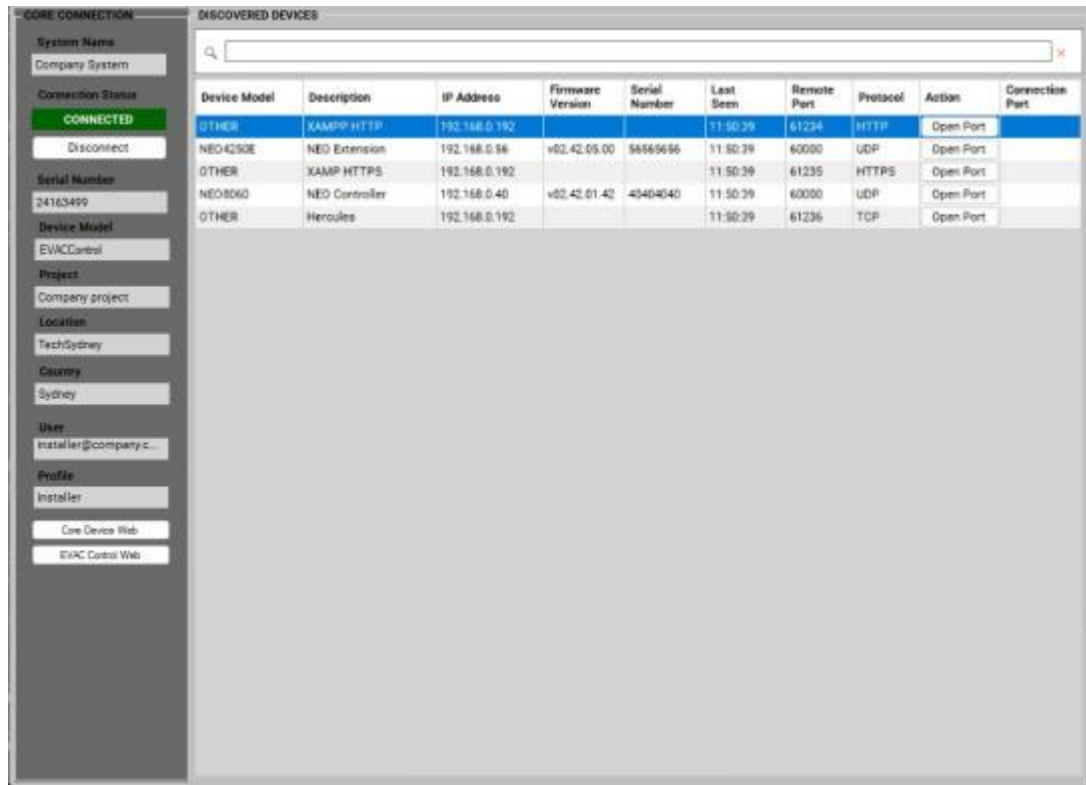 CORE CONNECTION
System Name
Company System
Connection Status
CONNECTED
Disconnect
Serial Number
24163499
Device Model
EVACControl
Project
Company project
Location
TechSydney
Country
Sydney
User
installer@company.c...
Profile
Installer
Core Device Web
EVAC Control Web
DISCOVERED DEVICES
Device Model Description IP Address Firmware Version Serial Number Last Seen Remote Port Protocol Action Connection Port
OTHER XAMPP HTTP 192.168.0.192 11:50:39 61234 HTTP Open Port
NEO4250E NEO Extension 192.168.0.56 v02.42.05.00 56565656 11:50:39 60000 UDP Open Port
OTHER XAMP HTTPS 192.168.0.192 11:50:39 61235 HTTPS Open Port
NEO8060 NEO Controller 192.168.0.40 v02.42.01.42 40404040 11:50:39 60000 UDP Open Port
OTHER Hercules 192.168.0.192 11:50:39 61236 TCP Open Port